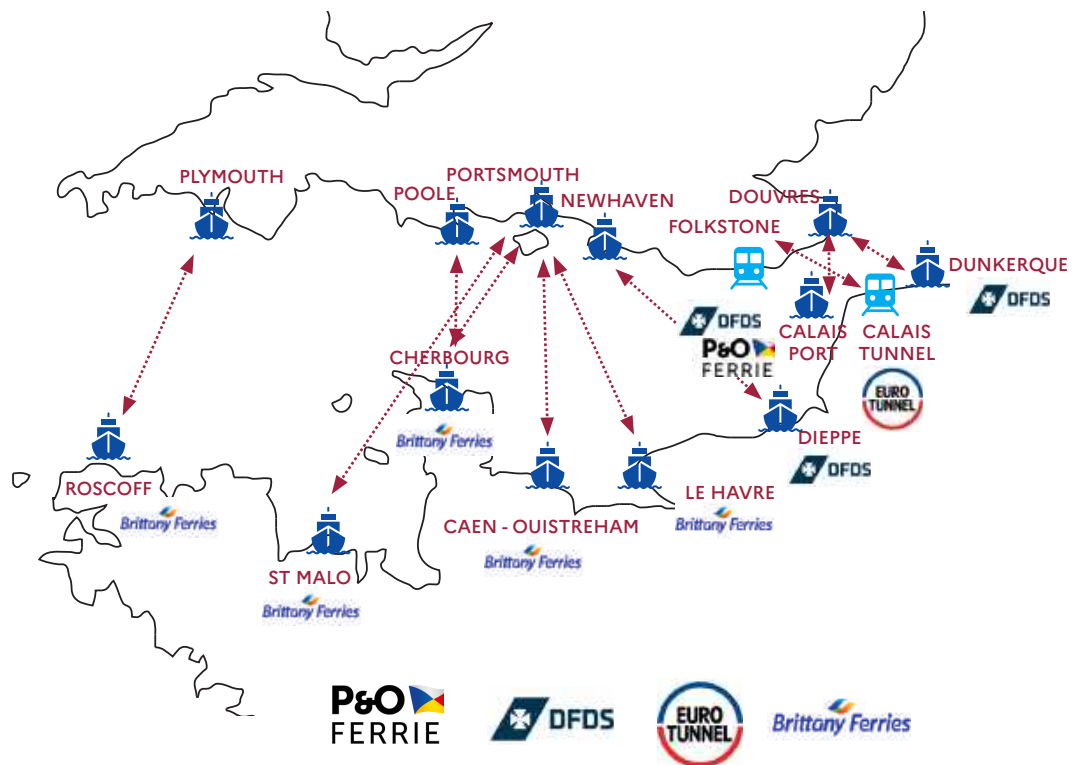 PLYMOUTH
PORTSMOUTH
POOLE
NEWHAVEN
DOUVRES
FOLKSTONE
DUNKERQUE
DFDS
DFDS
P&O
FERRIE
CALAIS
PORT
CALAIS
TUNNEL
EURO
TUNNEL
CHERBOURG
Brittany Ferries
DIEPPE
DFDS
ROSCOFF
Brittany Ferries
LE HAVRE
Brittany Ferries
CAEN - OUISTREHAM
Brittany Ferries
ST MALO
Brittany Ferries
P&O
FERRIE
DFDS
EURO
TUNNEL
Brittany Ferries